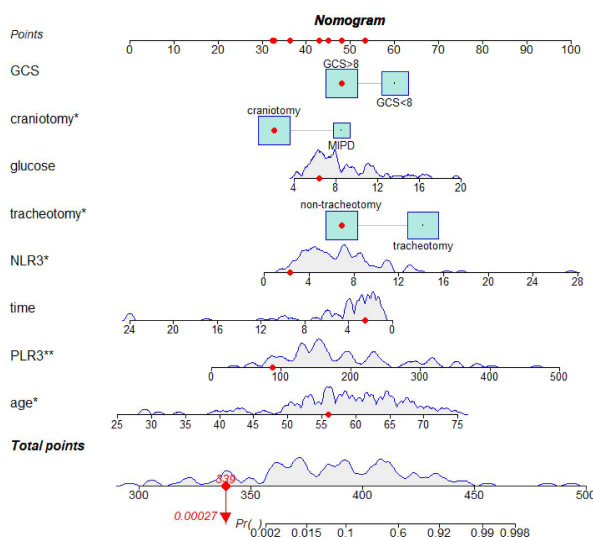 Nomogram
Points
0 10 20 30 40 50 60 70 80 90 100
GCS
GCS>8
GCS<8
craniotomy*
craniotomy
MIPD
glucose
4 8 12 16 20
tracheotomy*
non-tracheotomy
tracheotomy
NLR3*
0 4 8 12 16 20 24 28
time
24 20 16 12 8 4 0
PLR3**
0 100 200 300 400 500
age*
25 30 35 40 45 50 55 60 65 70 75
Total points
339
300 350 400 450 500
0.00027
Pr( )
0.002 0.015 0.1 0.6 0.92 0.99 0.998